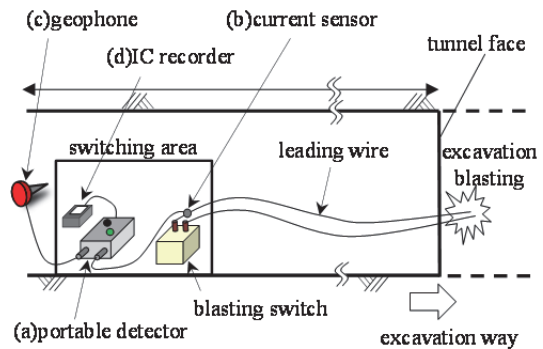 (c)geophone
(b)current sensor
(d)IC recorder
tunnel face
switching area
leading wire
excavation
blasting
blasting switch
(a)portable detector
excavation way